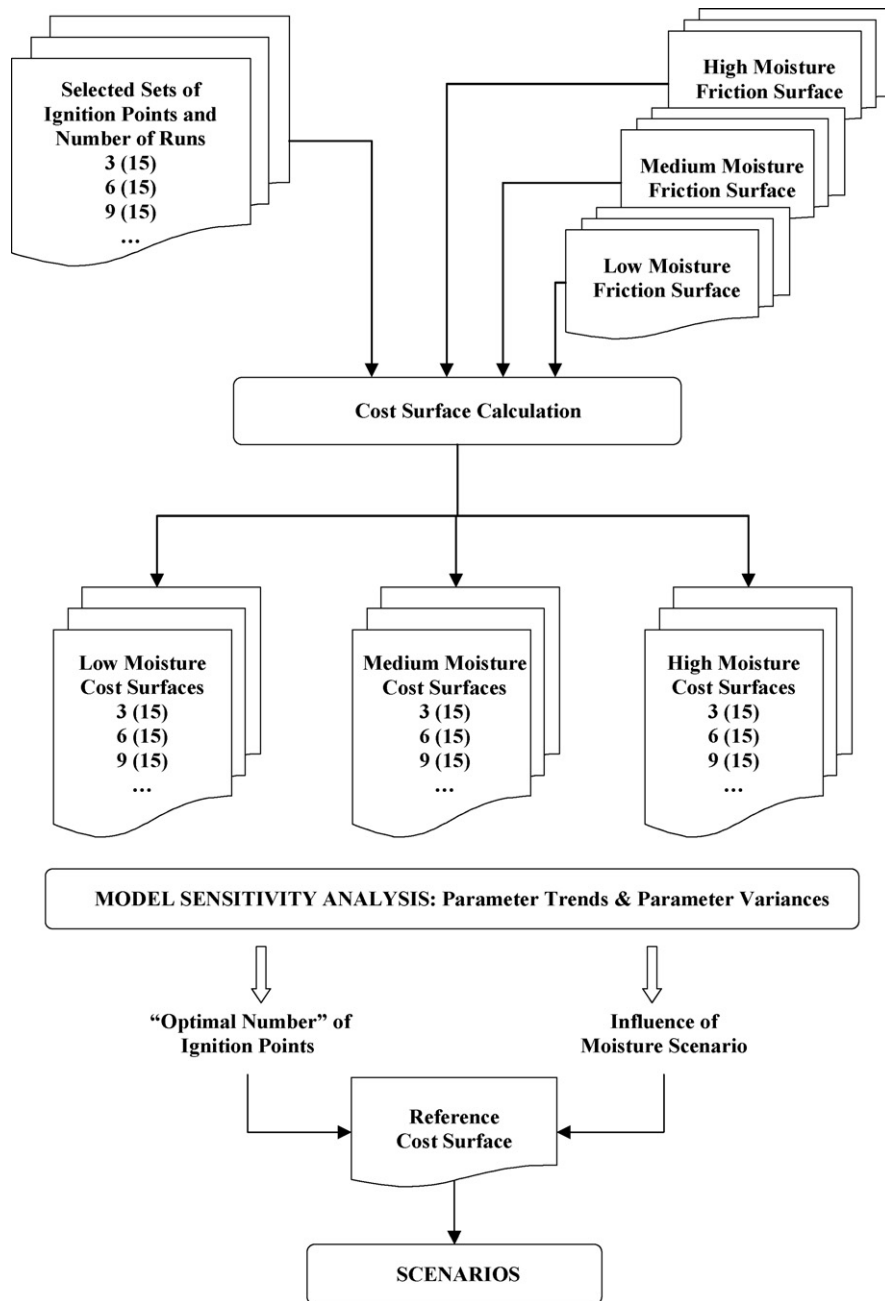 Selected Sets of
Ignition Points and
Number of Runs
3 (15)
6 (15)
9 (15)
...
High Moisture
Friction Surface
Medium Moisture
Friction Surface
Low Moisture
Friction Surface
Cost Surface Calculation
Low Moisture
Cost Surfaces
3 (15)
6 (15)
9 (15)
...
Medium Moisture
Cost Surfaces
3 (15)
6 (15)
9 (15)
...
High Moisture
Cost Surfaces
3 (15)
6 (15)
9 (15)
...
MODEL SENSITIVITY ANALYSIS: Parameter Trends & Parameter Variances
“Optimal Number” of
Ignition Points
Influence of
Moisture Scenario
Reference
Cost Surface
SCENARIOS